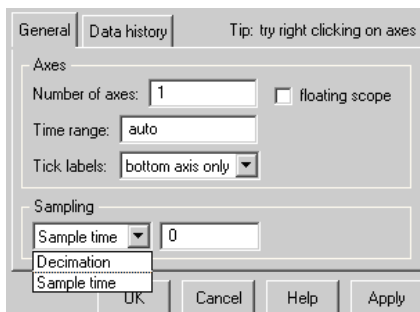 General Data history Tip: try right clicking on axes
Axes
Number of axes: 1 floating scope
Time range: auto
Tick labels: bottom axis only
Sampling
Sample time 0
Decimation
Sample time
OK Cancel Help Apply